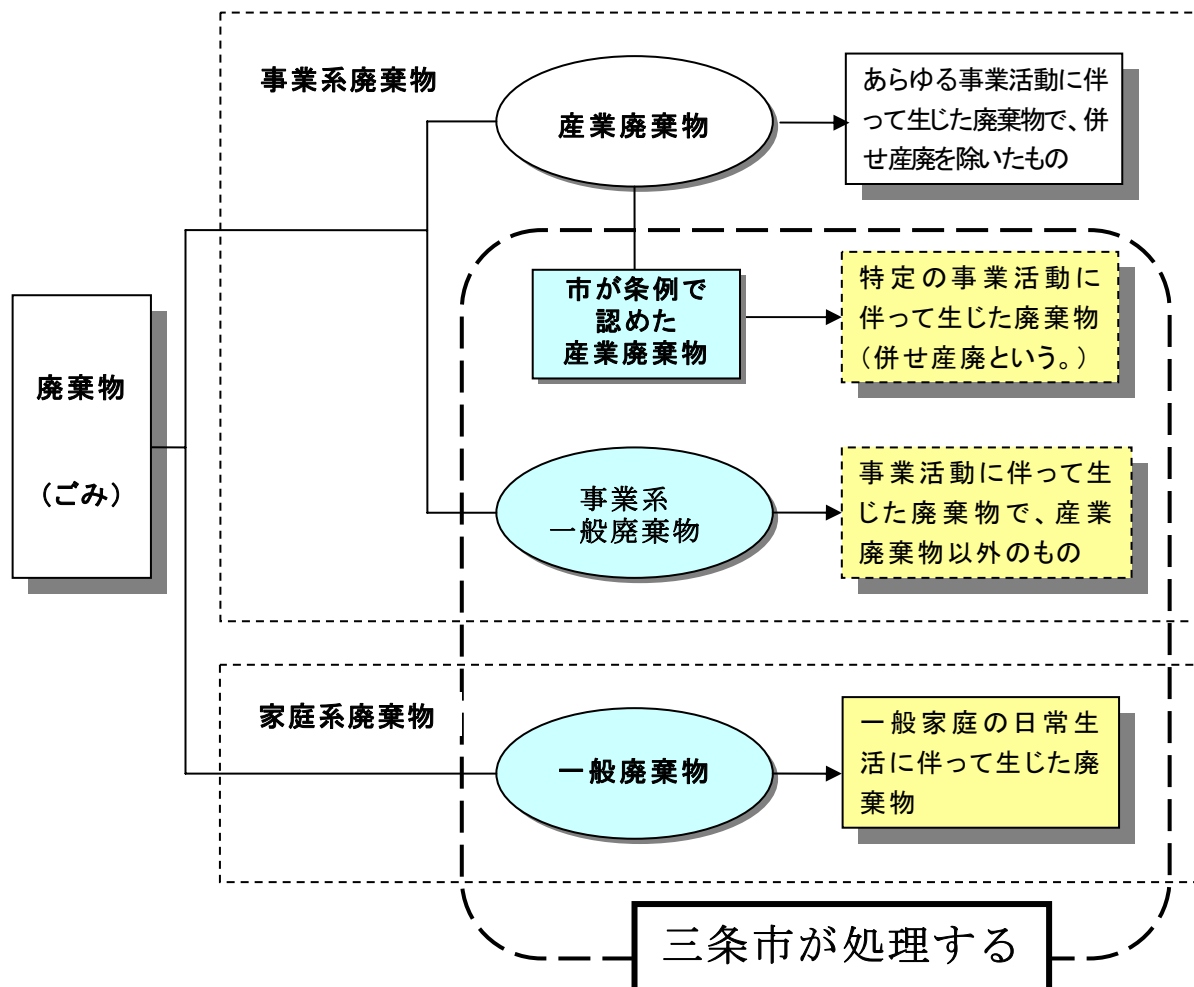 事業系廃棄物
産業廃棄物
あらゆる事業活動に伴
って生じた廃棄物で、併
せ産廃を除いたもの
市が条例で
認めた
産業廃棄物
特定の事業活動に
伴って生じた廃棄物
（併せ産廃という。）
廃棄物
（ごみ）
事業系
一般廃棄物
事業活動に伴って生
じた廃棄物で、産業
廃棄物以外のもの
家庭系廃棄物
一般廃棄物
一般家庭の日常生
活に伴って生じた廃
棄物
三条市が処理する